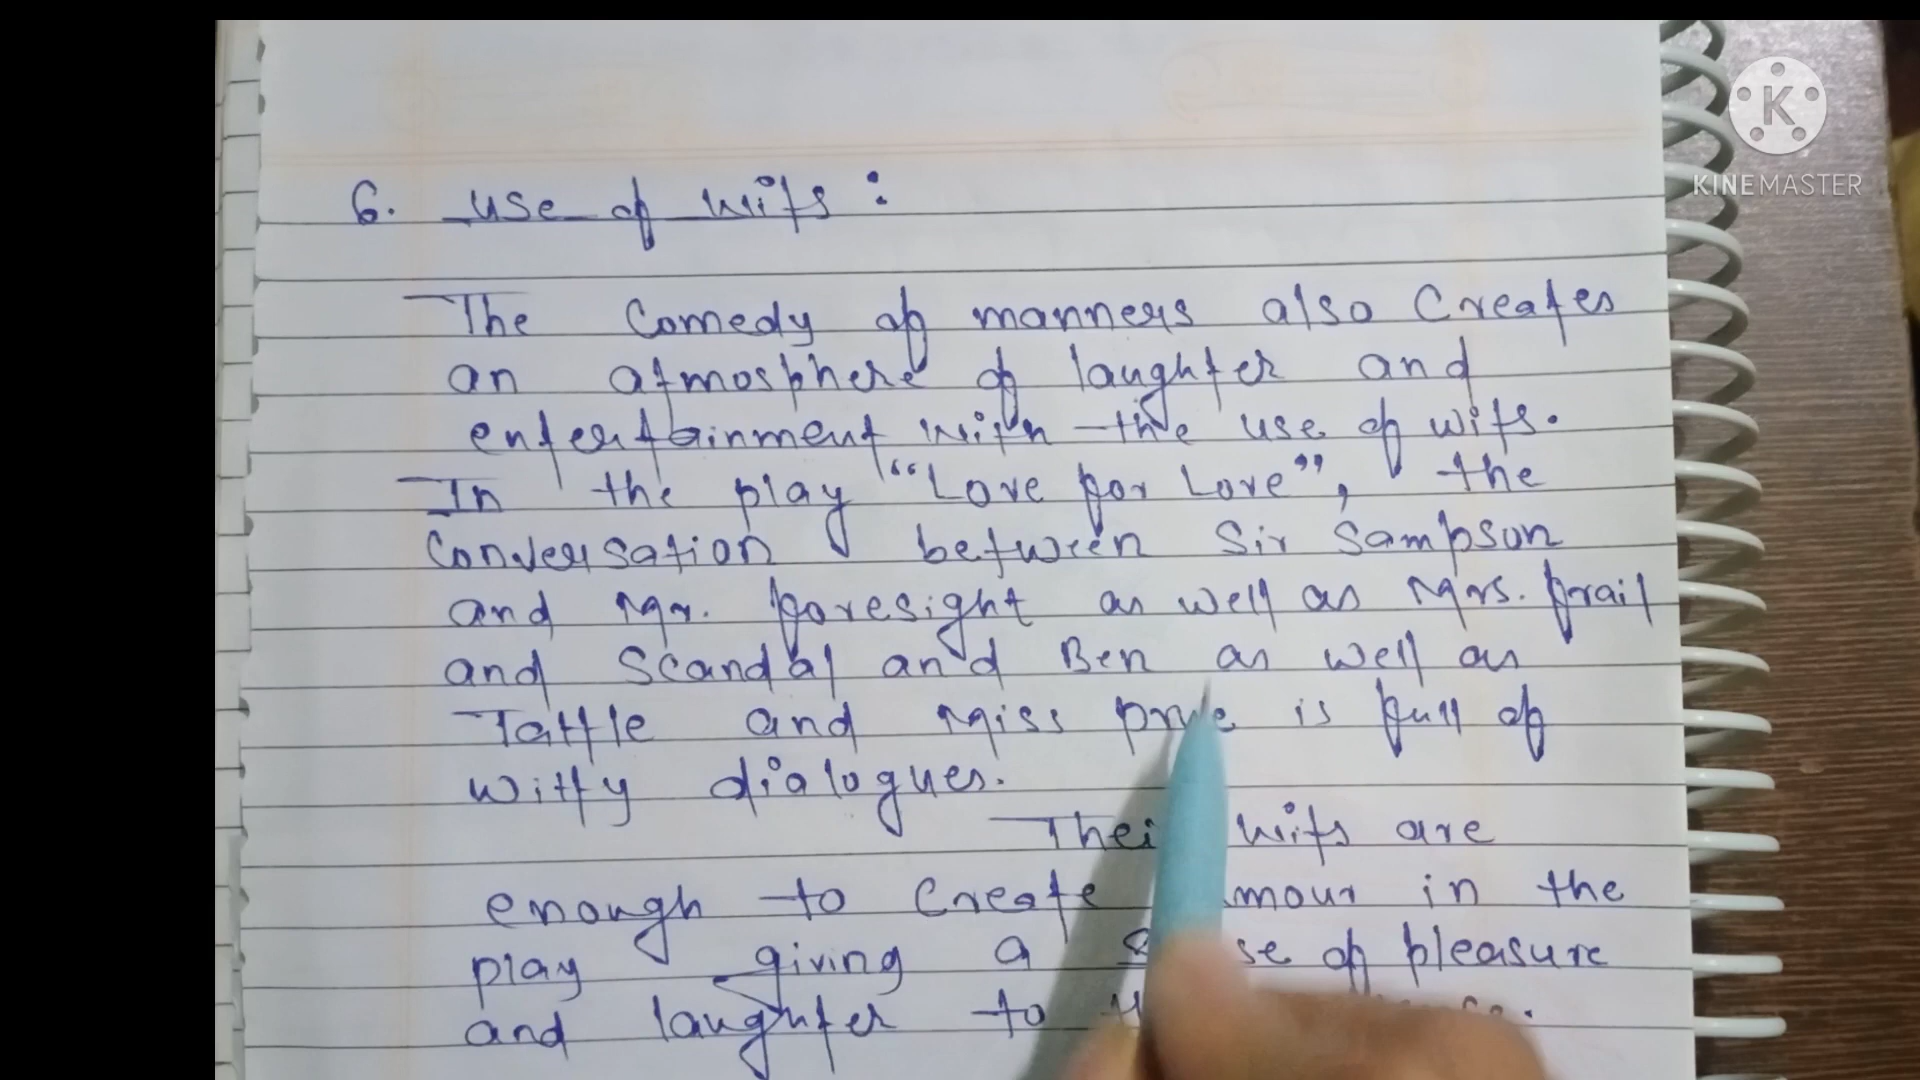 6. Use of wits:
The Comedy of manners also Creates
an atmosphere of laughter and
entertainment with the use of wits.
In the play "Love for Love", the
Conversation between Sir Sampson
and Mr. foresight as well as Mrs. frail
and Scandal and Ben as well as
Tattle and Miss prue is full of
witty dialogues.
wits are
enough to Create in the
play giving a of pleasure
and laughter to
KINEMASTER